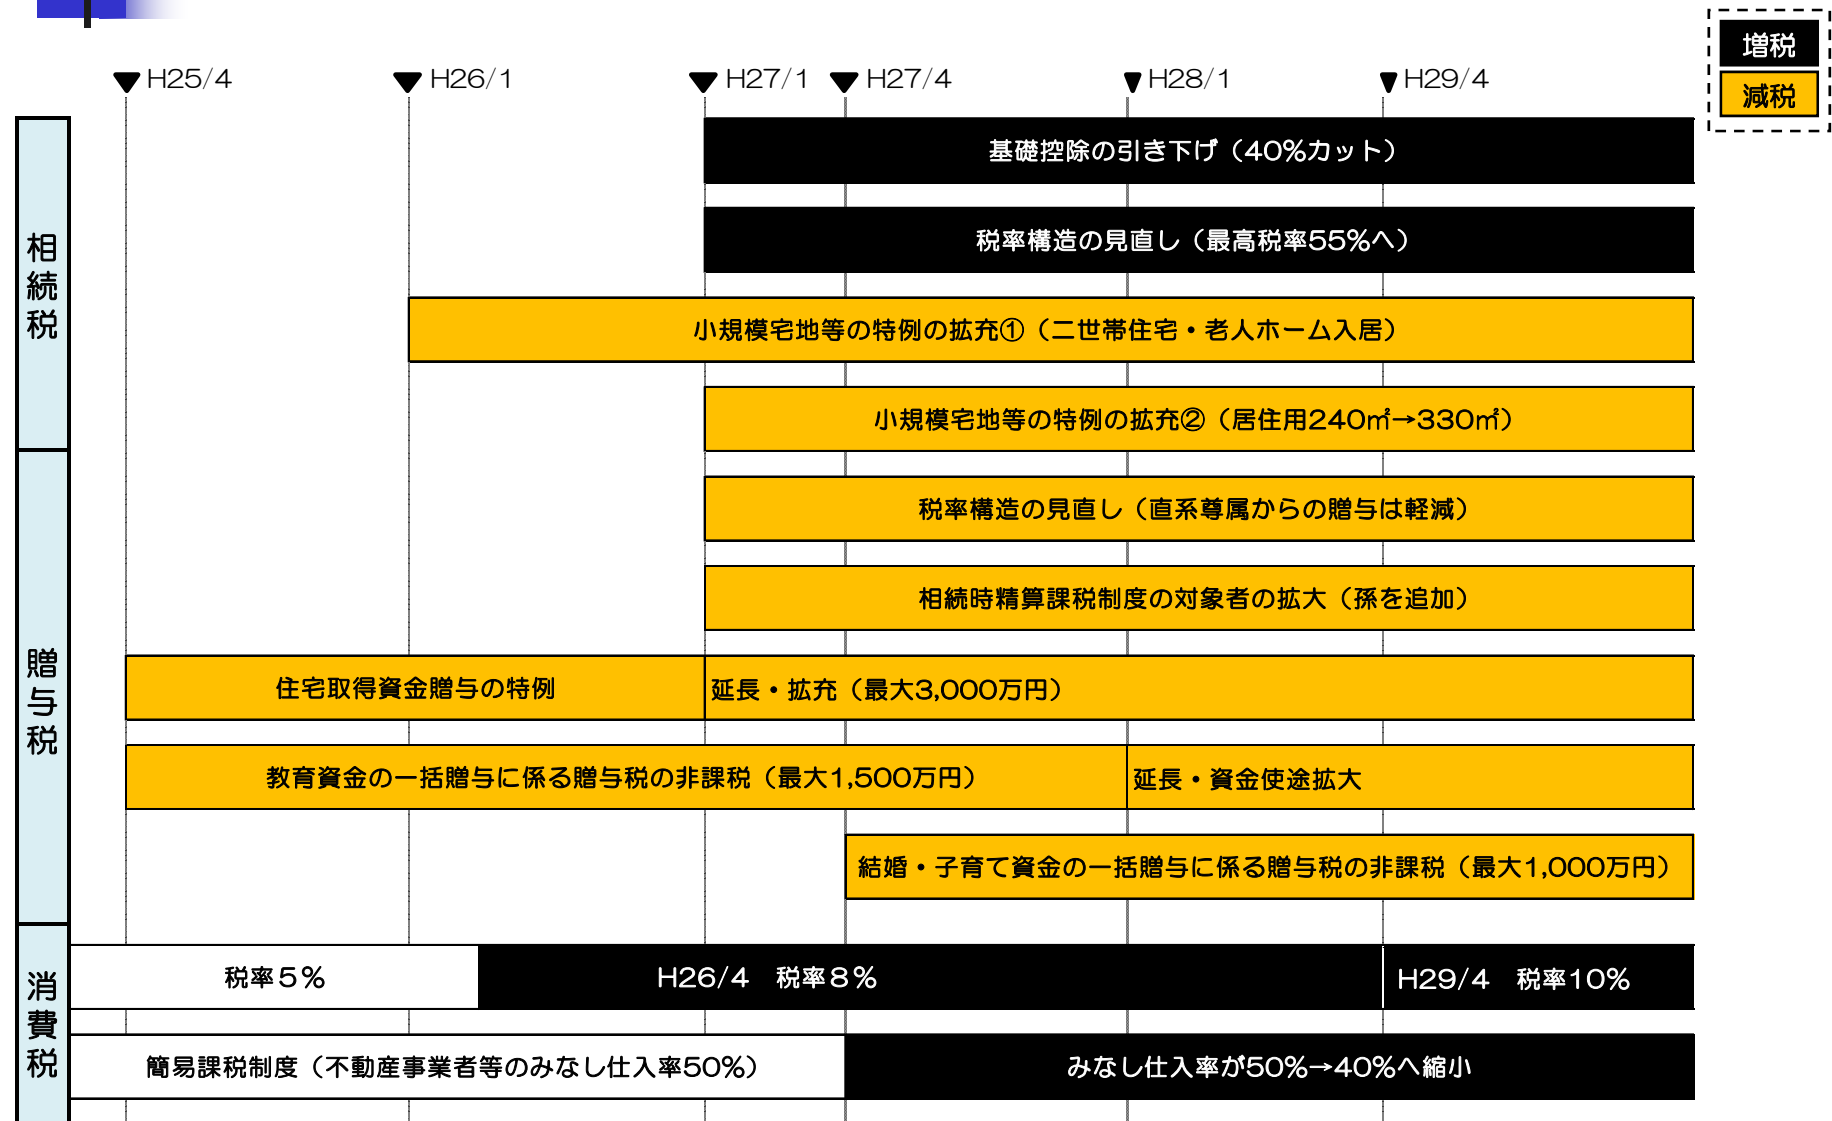 増税
減税
▼H25/4
▼H26/1
▼H27/1
▼H27/4
▼H28/1
▼H29/4
相続税
基礎控除の引き下げ（40%カット）
税率構造の見直し（最高税率55%へ）
小規模宅地等の特例の拡充①（二世帯住宅・老人ホーム入居）
小規模宅地等の特例の拡充②（居住用240㎡→330㎡）
贈与税
税率構造の見直し（直系尊属からの贈与は軽減）
相続時精算課税制度の対象者の拡大（孫を追加）
住宅取得資金贈与の特例
延長・拡充（最大3,000万円）
教育資金の一括贈与に係る贈与税の非課税（最大1,500万円）
延長・資金使途拡大
結婚・子育て資金の一括贈与に係る贈与税の非課税（最大1,000万円）
消費税
税率５％
H26/4　税率８％
H29/4　税率10%
簡易課税制度（不動産事業者等のみなし仕入率50%）
みなし仕入率が50%→40%へ縮小